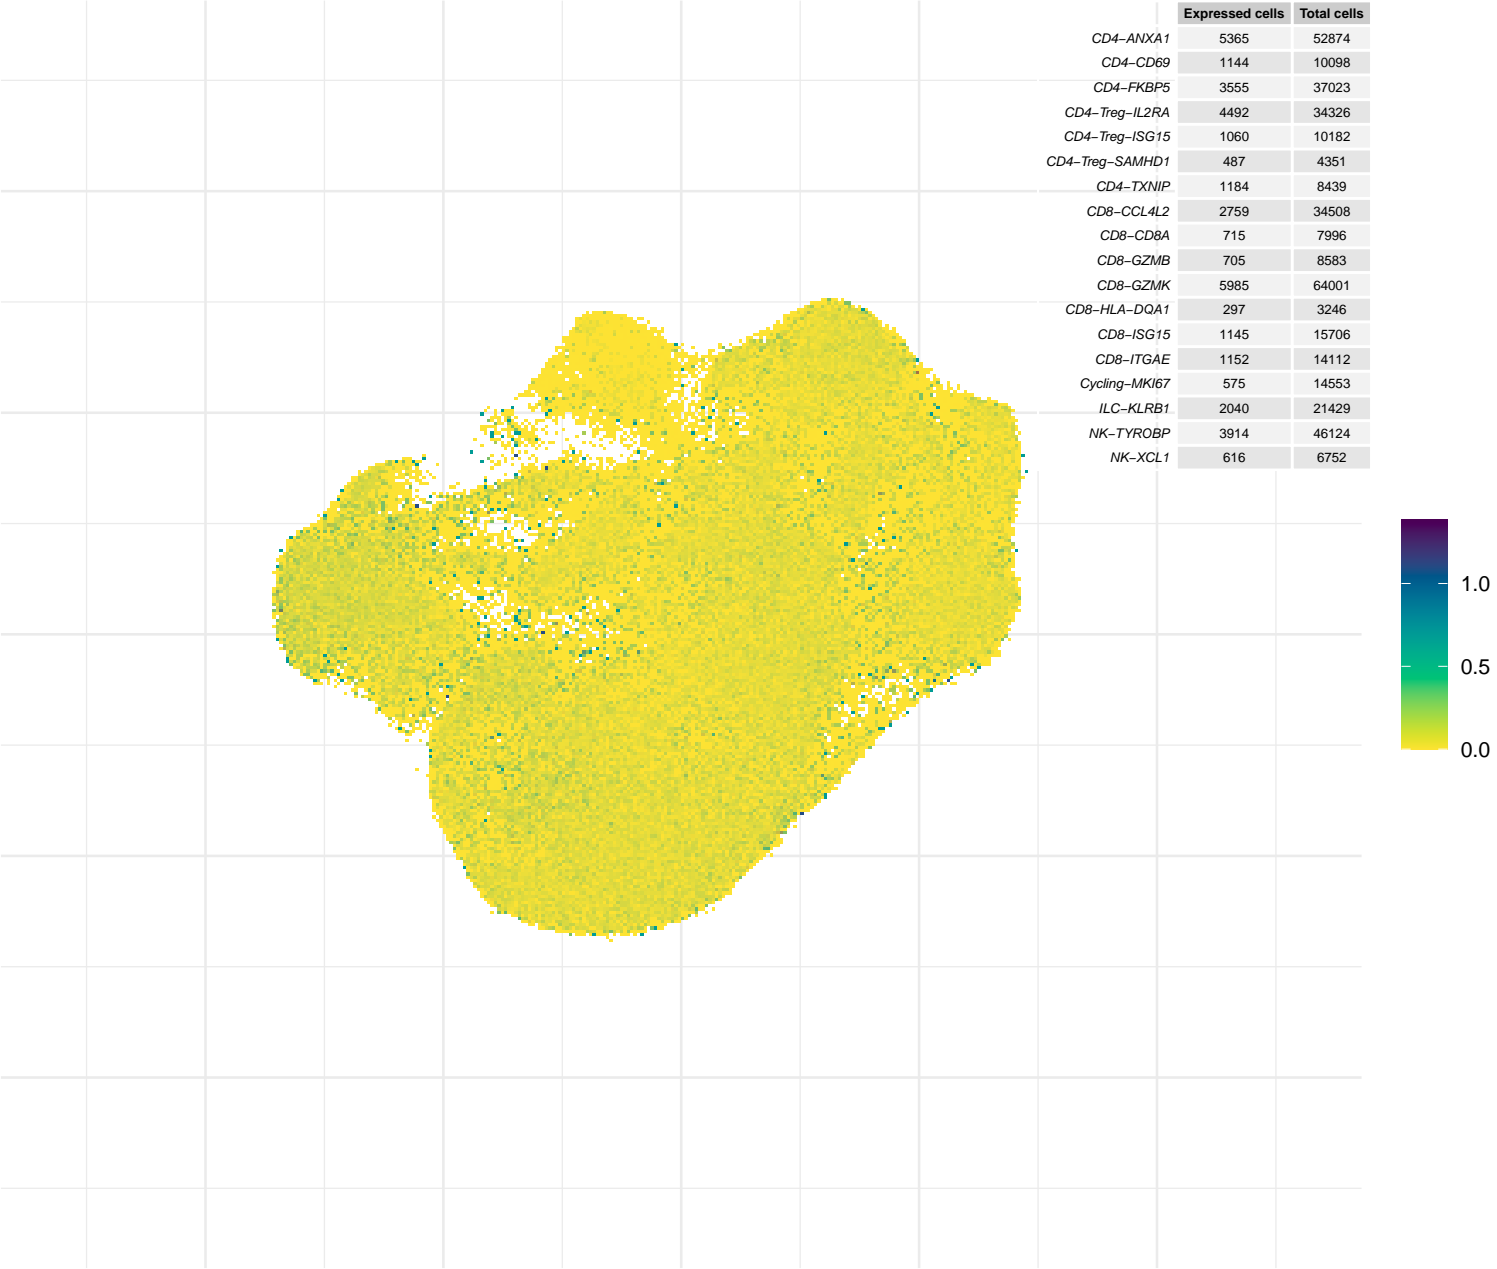 Expressed cells Total cells
CD4−ANXA1 5365 52874
CD4−CD69 1144 10098
CD4−FKBP5 3555 37023
CD4−Treg−IL2RA 4492 34326
CD4−Treg−ISG15 1060 10182
CD4−Treg−SAMHD1 487 4351
CD4−TXNIP 1184 8439
CD8−CCL4L2 2759 34508
CD8−CD8A 715 7996
CD8−GZMB 705 8583
CD8−GZMK 5985 64001
CD8−HLA−DQA1 297 3246
CD8−ISG15 1145 15706
CD8−ITGAE 1152 14112
Cycling−MKI67 575 14553
ILC−KLRB1 2040 21429
NK−TYROBP 3914 46124
NK−XCL1 616 6752
1.0
0.5
0.0